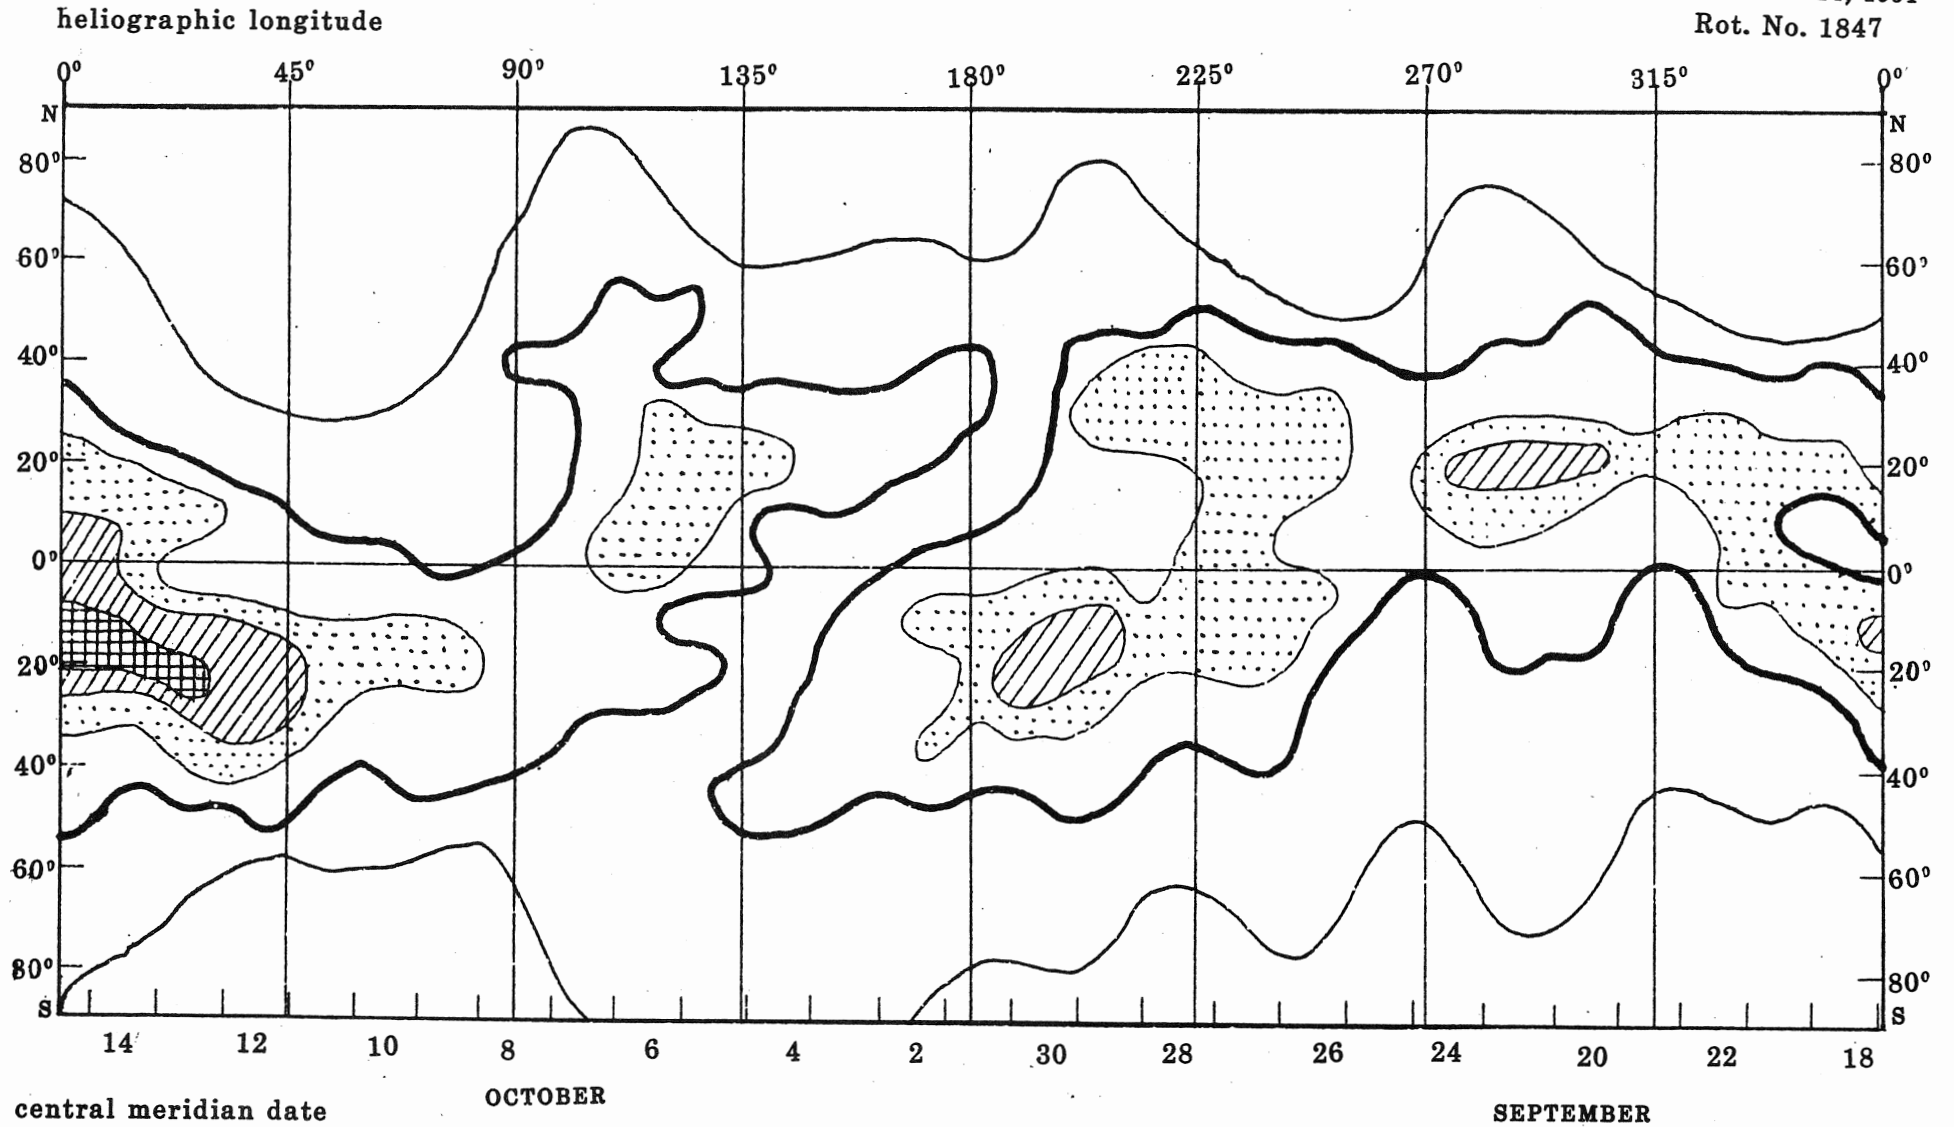 heliographic longitude
Rot. No. 1847
0° 45° 90° 135° 180° 225° 270° 315° 0°
N N
80° 80°
60° 60°
40° 40°
20° 20°
0° 0°
20° 20°
40° 40°
60° 60°
80° 80°
S S
14 12 10 8 6 4 2 30 28 26 24 20 22 18
OCTOBER SEPTEMBER
central meridian date